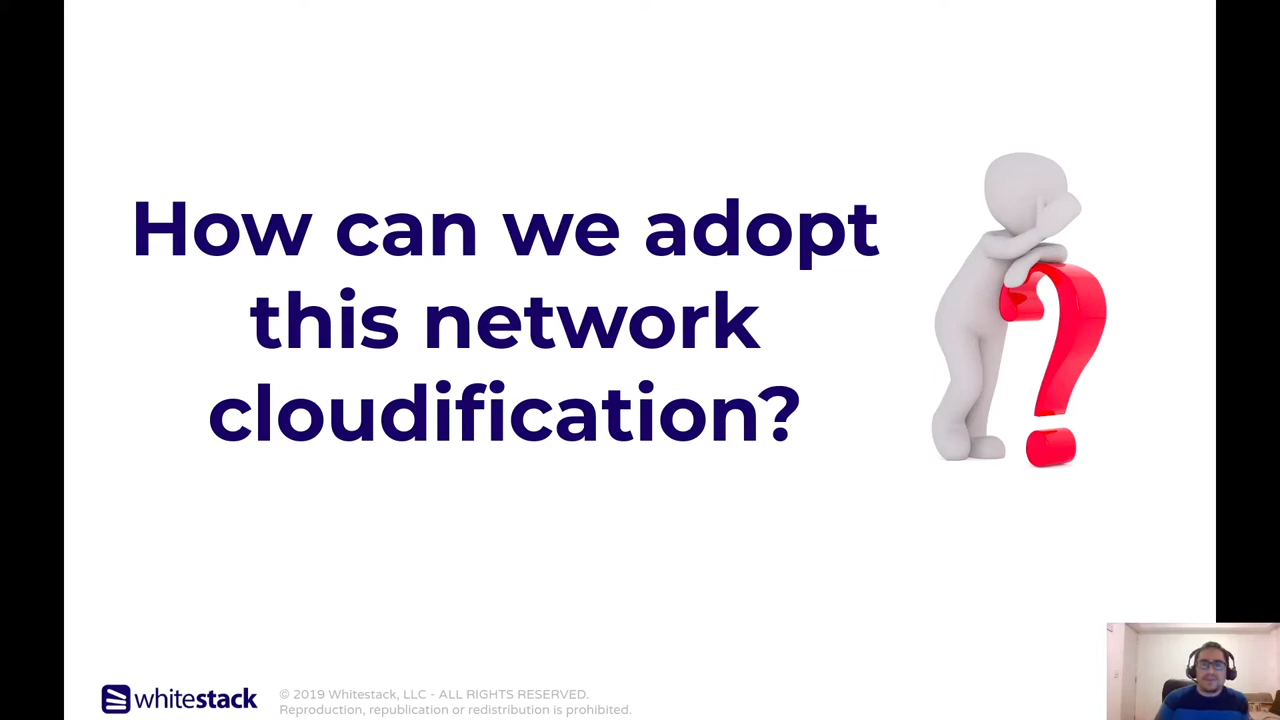 How can we adopt
this network
cloudification?
whitestack
© 2019 Whitestack, LLC - ALL RIGHTS RESERVED.
Reproduction, republication or redistribution is prohibited.